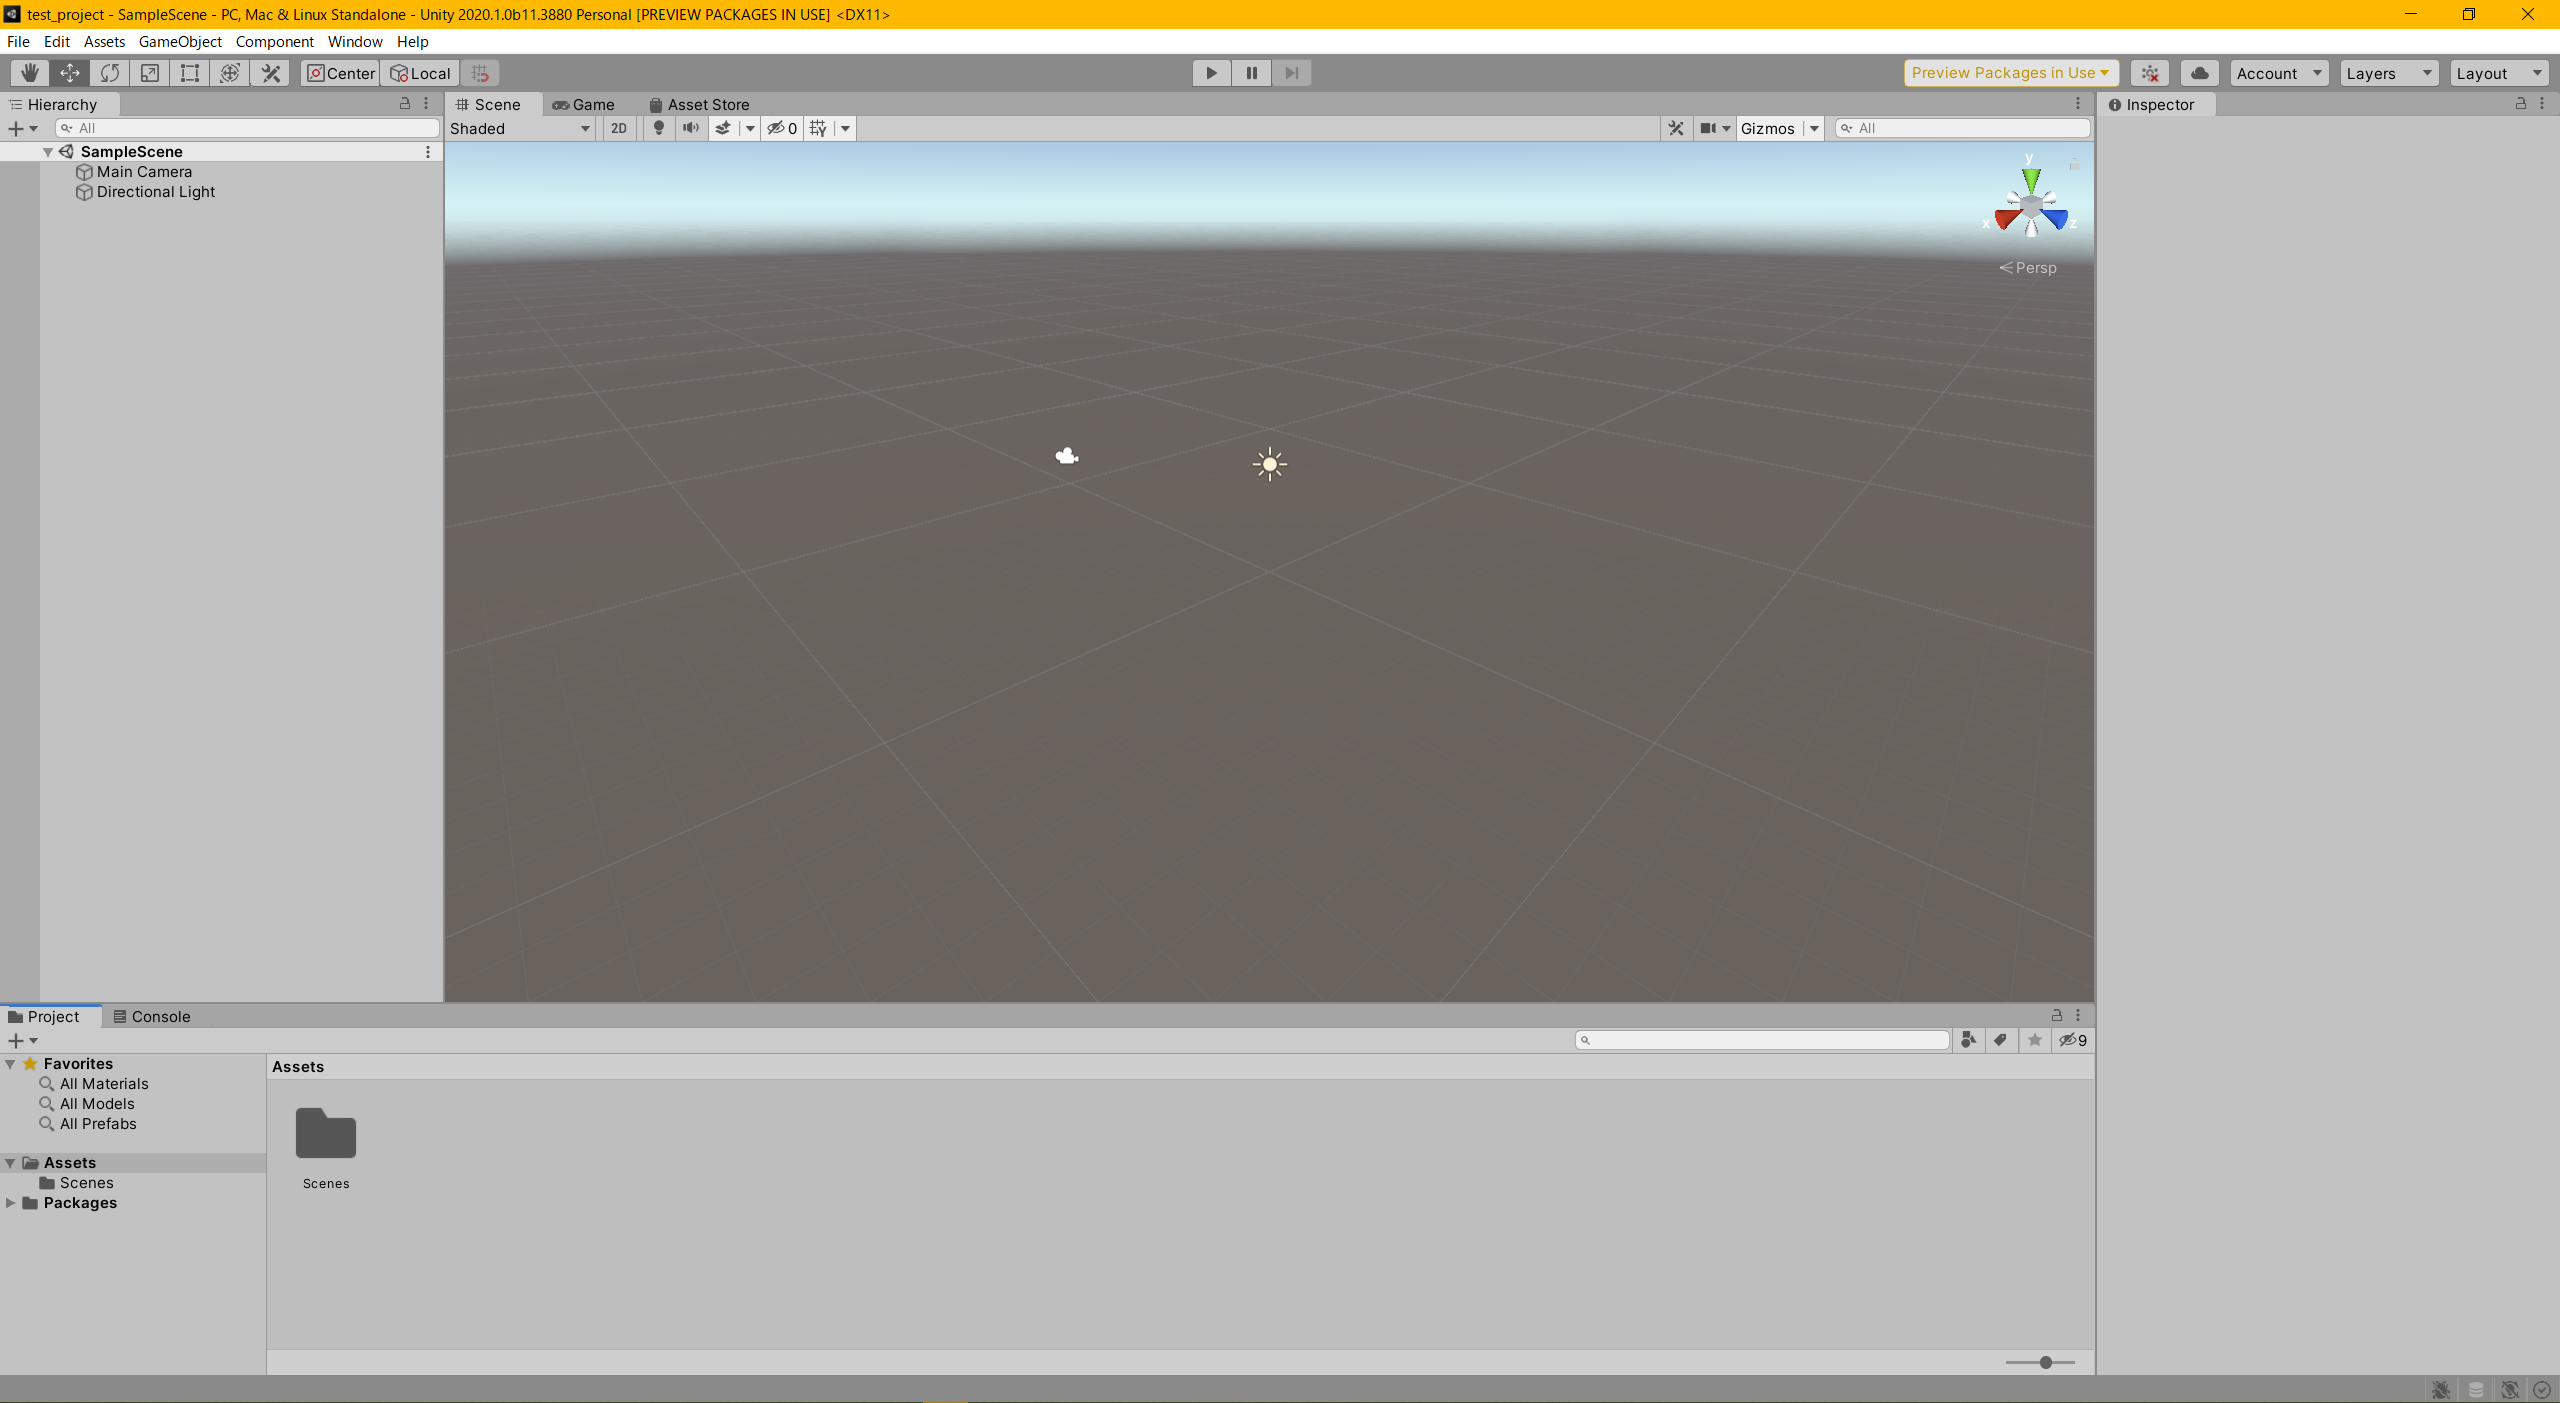 test_project - SampleScene - PC, Mac & Linux Standalone - Unity 2020.1.0b11.3880 Personal [PREVIEW PACKAGES IN USE] <DX11>
File Edit Assets GameObject Component Window Help
Center Local Preview Packages in Use Account Layers Layout
Hierarchy Scene Game Asset Store Inspector
All Shaded 2D 0 Gizmos All
SampleScene
Main Camera
Directional Light
y
x z
Persp
Project Console
9
Favorites
Assets
All Materials
All Models
All Prefabs
Assets
Scenes
Scenes
Packages